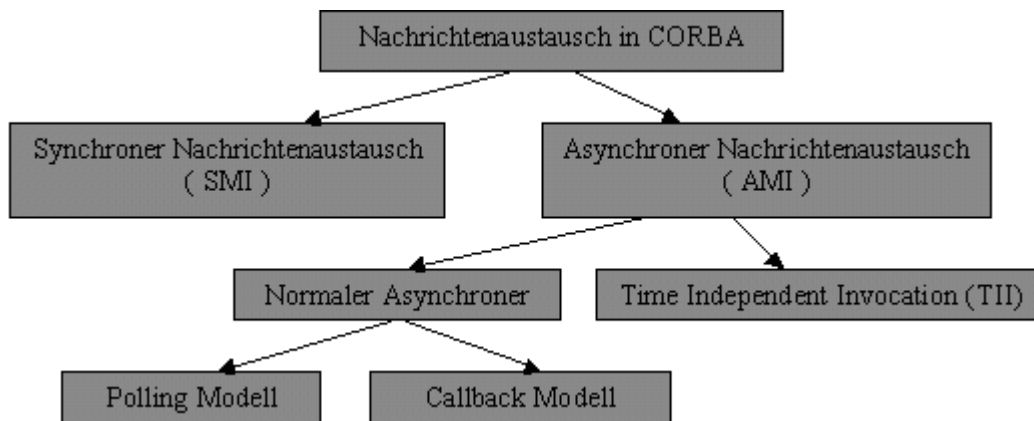 Nachrichtenaustausch in CORBA
Synchroner Nachrichtenaustausch
( SMI )
Asynchroner Nachrichtenaustausch
( AMI )
Normaler Asynchroner
Time Independent Invocation (TII)
Polling Modell
Callback Modell